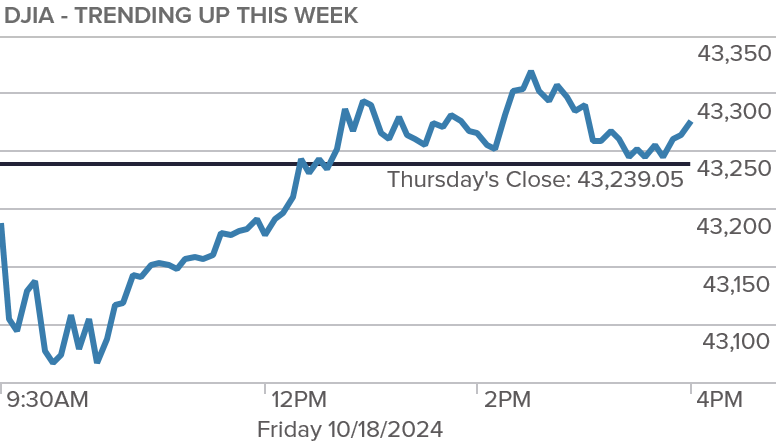 DJIA - TRENDING UP THIS WEEK
43,350
43,300
43,250
Thursday's Close: 43,239.05
43,200
43,150
43,100
9:30AM 12PM 2PM 4PM
Friday 10/18/2024